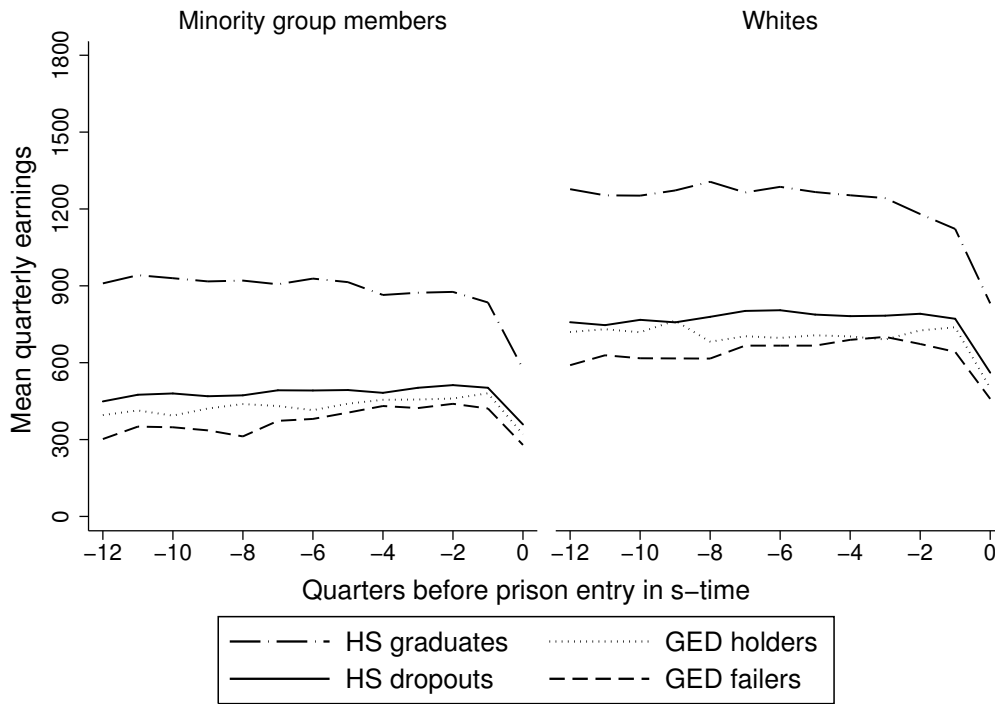 Minority group members
Whites
Mean quarterly earnings
1800
1500
1200
900
600
300
0
−12 −10 −8 −6 −4 −2 0
−12 −10 −8 −6 −4 −2 0
Quarters before prison entry in s−time
HS graduates GED holders
HS dropouts GED failers